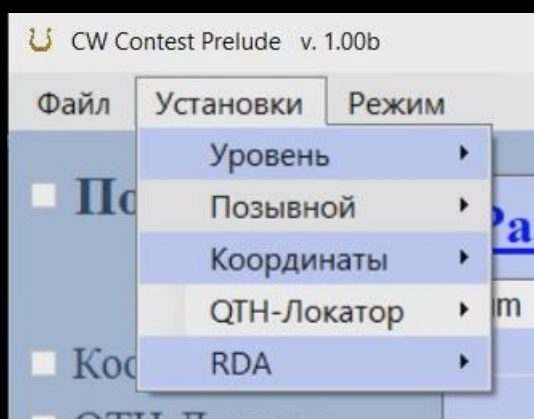 CW Contest Prelude v. 1.00b
Файл Установки Режим
Уровень
Позывной
Координаты
QTH-Локатор
RDA